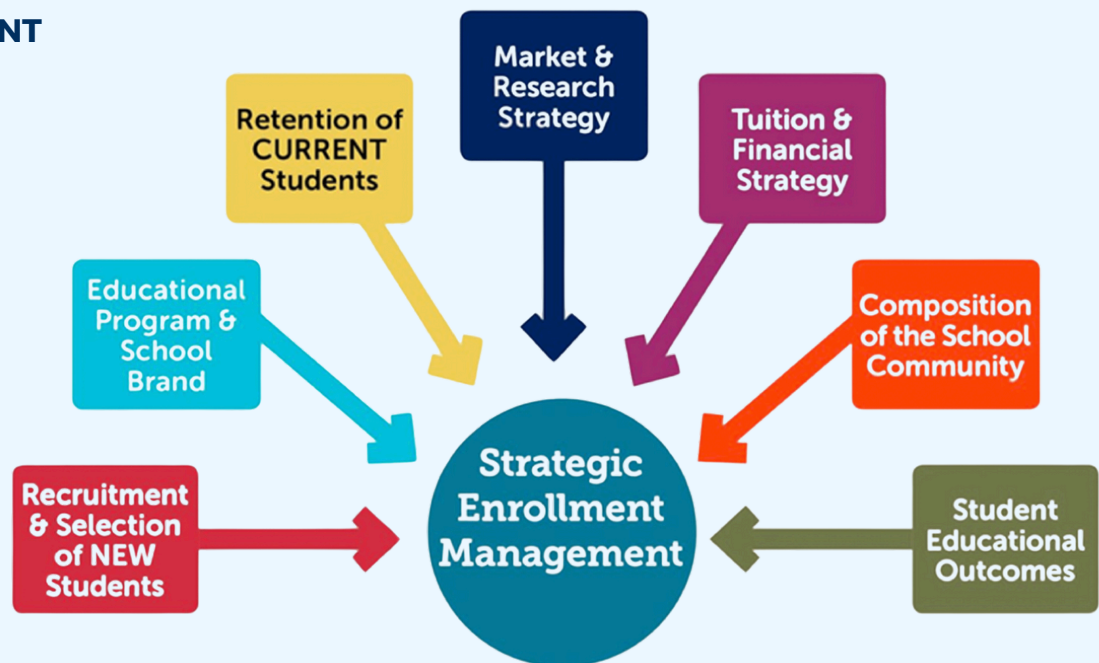 NT
Market &
Research
Strategy
Retention of
CURRENT
Students
Tuition &
Financial
Strategy
Educational
Program &
School
Brand
Composition
of the School
Community
Recruitment
& Selection
of NEW
Students
Strategic
Enrollment
Management
Student
Educational
Outcomes